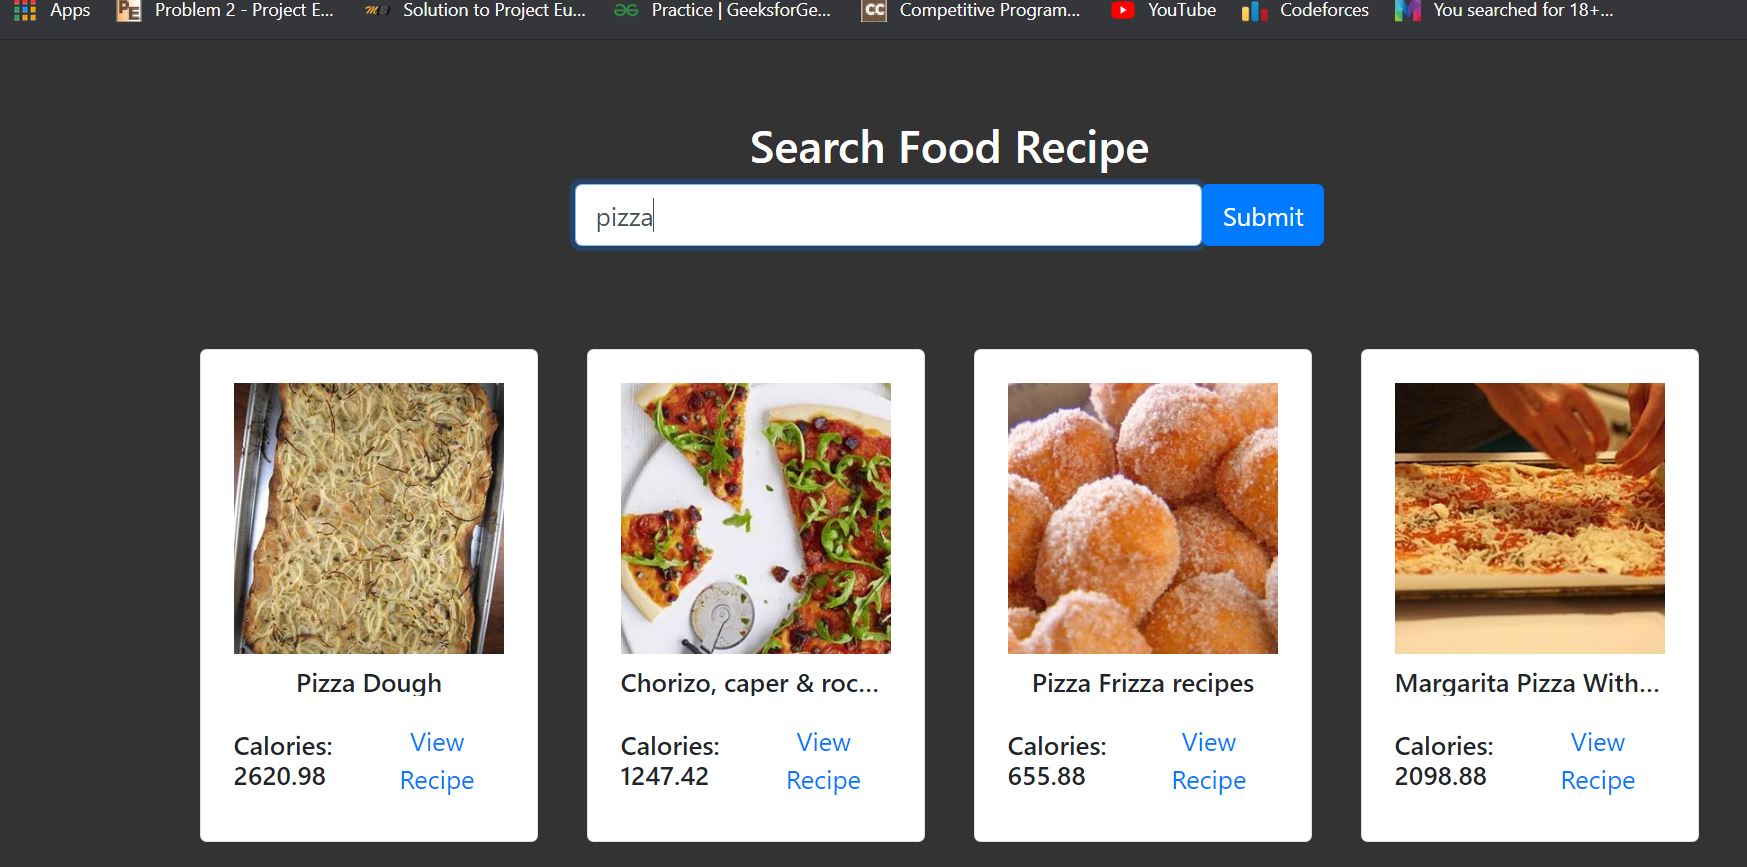 Apps PE Problem 2 - Project E... Solution to Project Eu... Practice | GeeksforGe... CC Competitive Program... YouTube Codeforces You searched for 18+...
Search Food Recipe
pizza Submit
Pizza Dough
Calories: 2620.98
View Recipe
Chorizo, caper & roc...
Calories: 1247.42
View Recipe
Pizza Frizza recipes
Calories: 655.88
View Recipe
Margarita Pizza With...
Calories: 2098.88
View Recipe